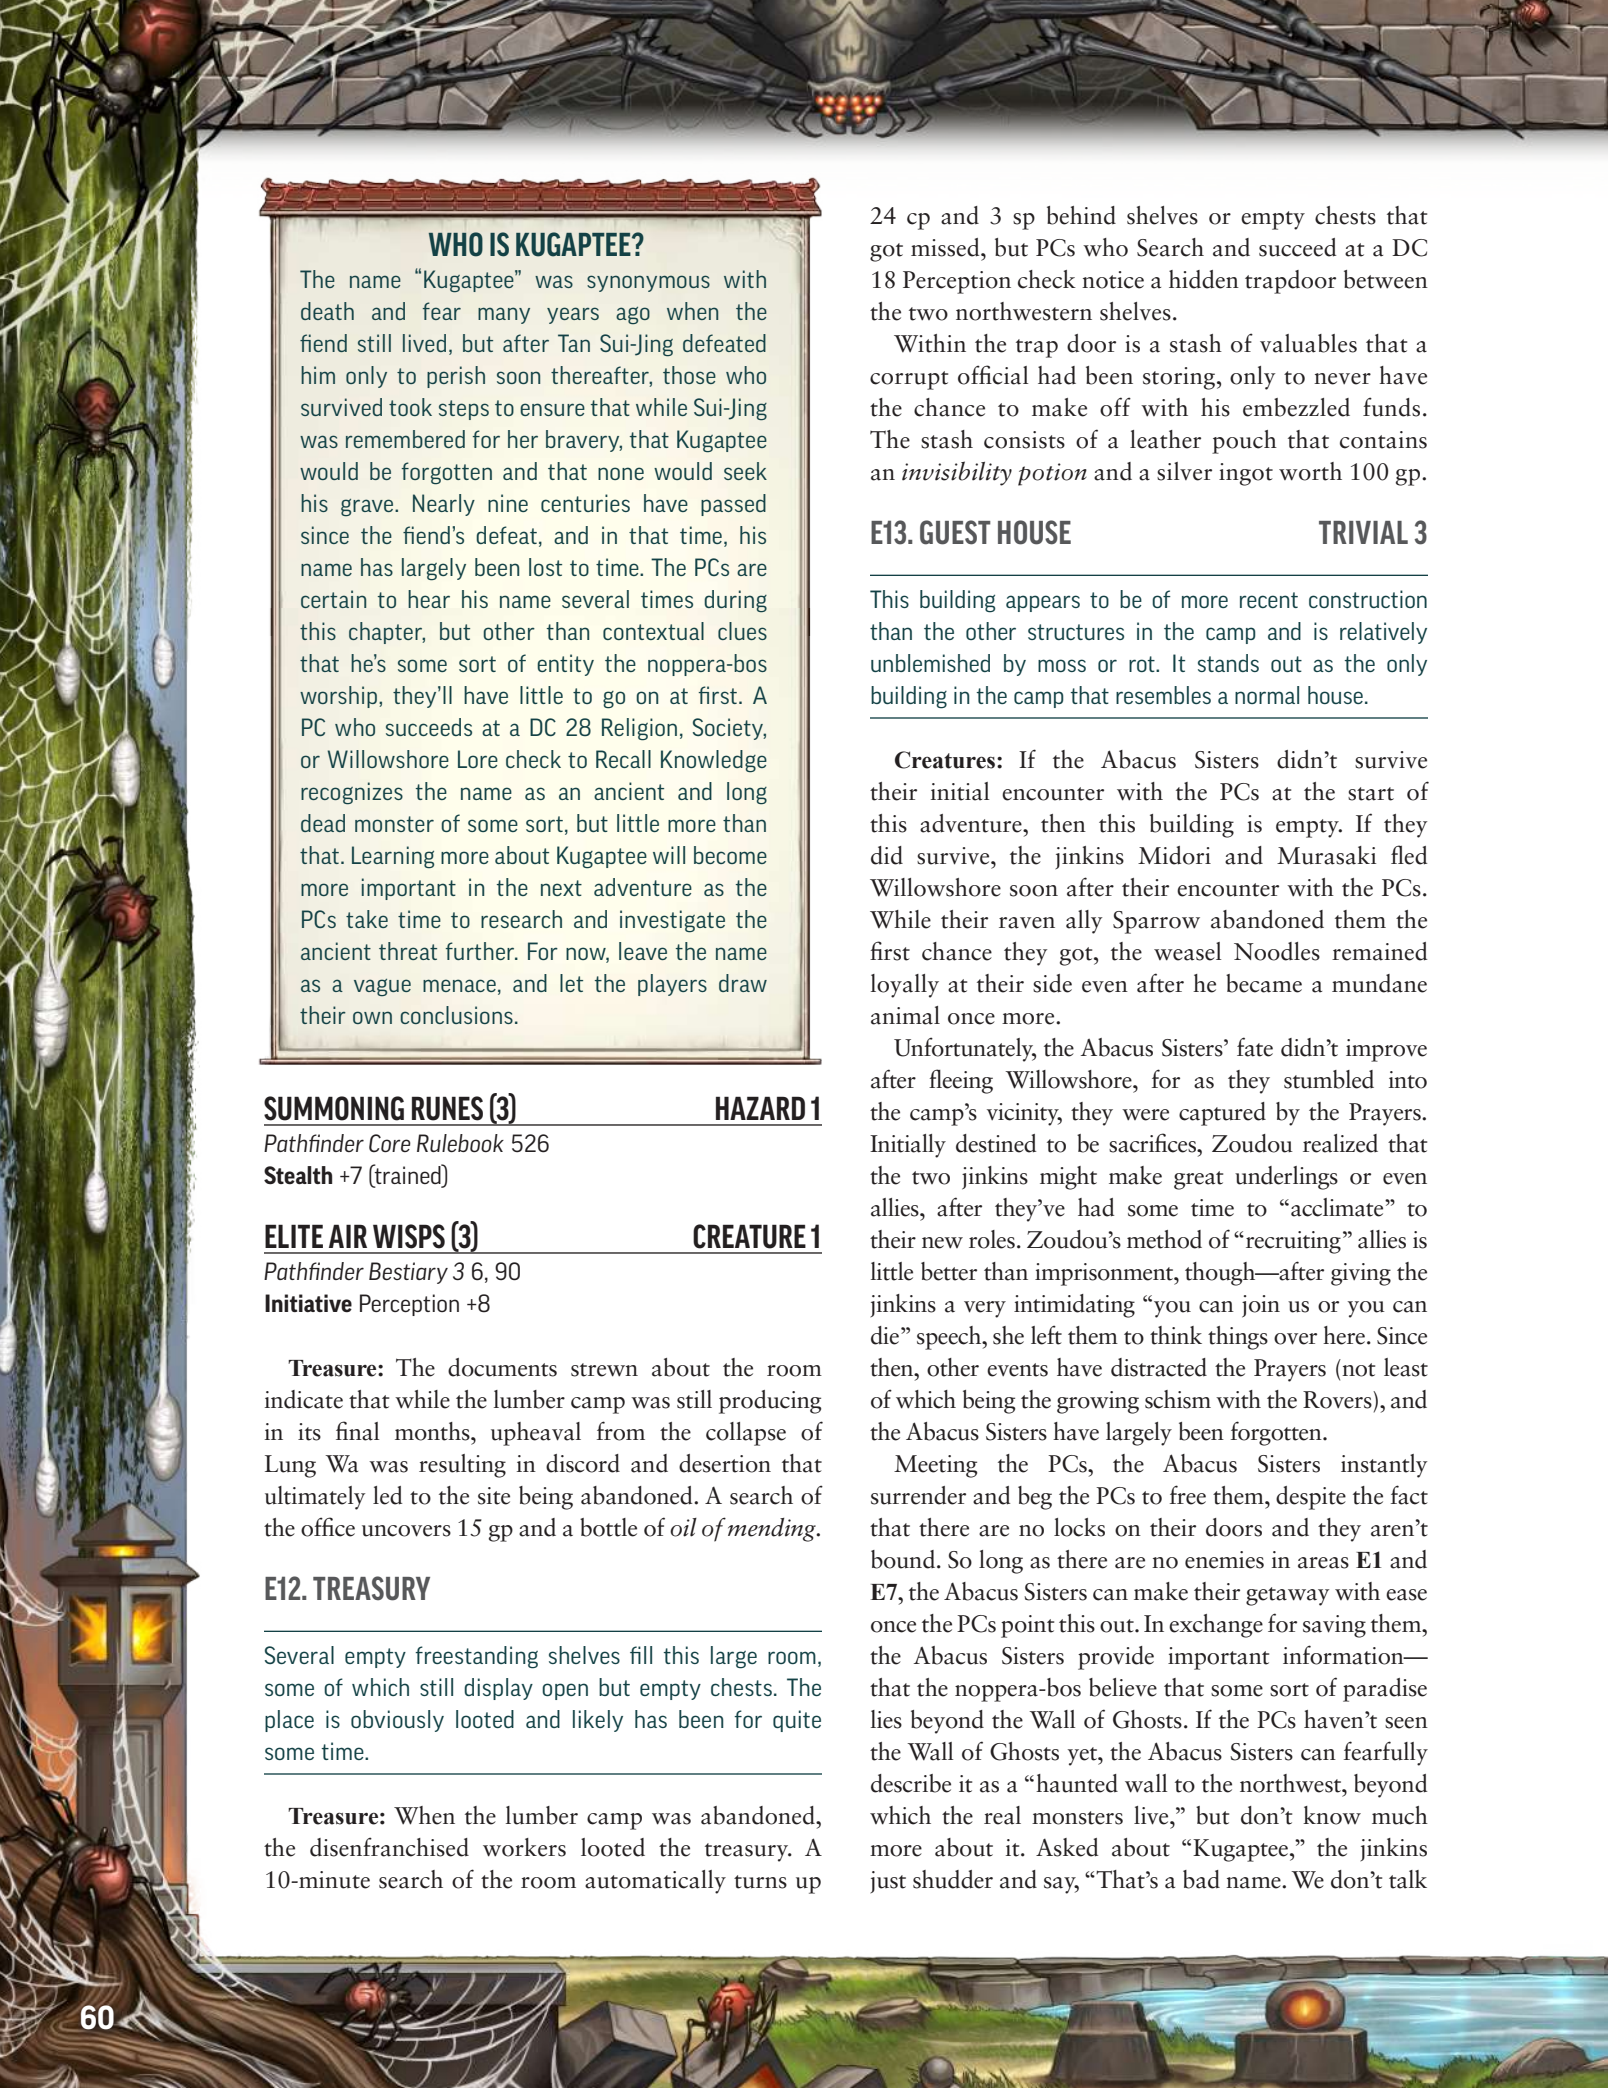 WHO IS KUGAPTEE?
The name “Kugaptee” was synonymous with
death and fear many years ago when the
fiend still lived, but after Tan Sui-Jing defeated
him only to perish soon thereafter, those who
survived took steps to ensure that while Sui-Jing
was remembered for her bravery, that Kugaptee
would be forgotten and that none would seek
his grave. Nearly nine centuries have passed
since the fiend’s defeat, and in that time, his
name has largely been lost to time. The PCs are
certain to hear his name several times during
this chapter, but other than contextual clues
that he’s some sort of entity the noppera-bos
worship, they’ll have little to go on at first. A
PC who succeeds at a DC 28 Religion, Society,
or Willowshore Lore check to Recall Knowledge
recognizes the name as an ancient and long
dead monster of some sort, but little more than
that. Learning more about Kugaptee will become
more important in the next adventure as the
PCs take time to research and investigate the
ancient threat further. For now, leave the name
as a vague menace, and let the players draw
their own conclusions.
SUMMONING RUNES (3) HAZARD 1
Pathfinder Core Rulebook 526
Stealth +7 (trained)
ELITE AIR WISPS (3) CREATURE 1
Pathfinder Bestiary 3 6, 90
Initiative Perception +8
Treasure: The documents strewn about the room
indicate that while the lumber camp was still producing
in its final months, upheaval from the collapse of
Lung Wa was resulting in discord and desertion that
ultimately led to the site being abandoned. A search of
the office uncovers 15 gp and a bottle of oil of mending.
E12. TREASURY
Several empty freestanding shelves fill this large room,
some of which still display open but empty chests. The
place is obviously looted and likely has been for quite
some time.
Treasure: When the lumber camp was abandoned,
the disenfranchised workers looted the treasury. A
10-minute search of the room automatically turns up
24 cp and 3 sp behind shelves or empty chests that
got missed, but PCs who Search and succeed at a DC
18 Perception check notice a hidden trapdoor between
the two northwestern shelves.
Within the trap door is a stash of valuables that a
corrupt official had been storing, only to never have
the chance to make off with his embezzled funds.
The stash consists of a leather pouch that contains
an invisibility potion and a silver ingot worth 100 gp.
E13. GUEST HOUSE TRIVIAL 3
This building appears to be of more recent construction
than the other structures in the camp and is relatively
unblemished by moss or rot. It stands out as the only
building in the camp that resembles a normal house.
Creatures: If the Abacus Sisters didn’t survive
their initial encounter with the PCs at the start of
this adventure, then this building is empty. If they
did survive, the jinkins Midori and Murasaki fled
Willowshore soon after their encounter with the PCs.
While their raven ally Sparrow abandoned them the
first chance they got, the weasel Noodles remained
loyally at their side even after he became a mundane
animal once more.
Unfortunately, the Abacus Sisters’ fate didn’t improve
after fleeing Willowshore, for as they stumbled into
the camp’s vicinity, they were captured by the Prayers.
Initially destined to be sacrifices, Zoudou realized that
the two jinkins might make great underlings or even
allies, after they’ve had some time to “acclimate” to
their new roles. Zoudou’s method of “recruiting” allies is
little better than imprisonment, though—after giving the
jinkins a very intimidating “you can join us or you can
die” speech, she left them to think things over here. Since
then, other events have distracted the Prayers (not least
of which being the growing schism with the Rovers), and
the Abacus Sisters have largely been forgotten.
Meeting the PCs, the Abacus Sisters instantly
surrender and beg the PCs to free them, despite the fact
that there are no locks on their doors and they aren’t
bound. So long as there are no enemies in areas E1 and
E7, the Abacus Sisters can make their getaway with ease
once the PCs point this out. In exchange for saving them,
the Abacus Sisters provide important information—
that the noppera-bos believe that some sort of paradise
lies beyond the Wall of Ghosts. If the PCs haven’t seen
the Wall of Ghosts yet, the Abacus Sisters can fearfully
describe it as a “haunted wall to the northwest, beyond
which the real monsters live,” but don’t know much
more about it. Asked about “Kugaptee,” the jinkins
just shudder and say, “That’s a bad name. We don’t talk
60